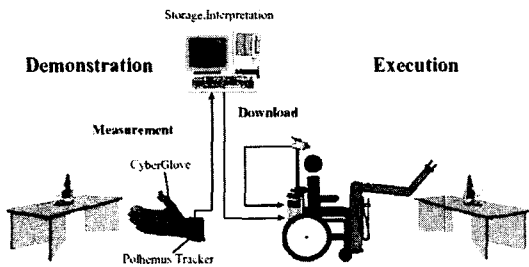 Storage,Interpretation
Demonstration
Execution
Measurement
Download
CyberGlove
Polhemus Tracker